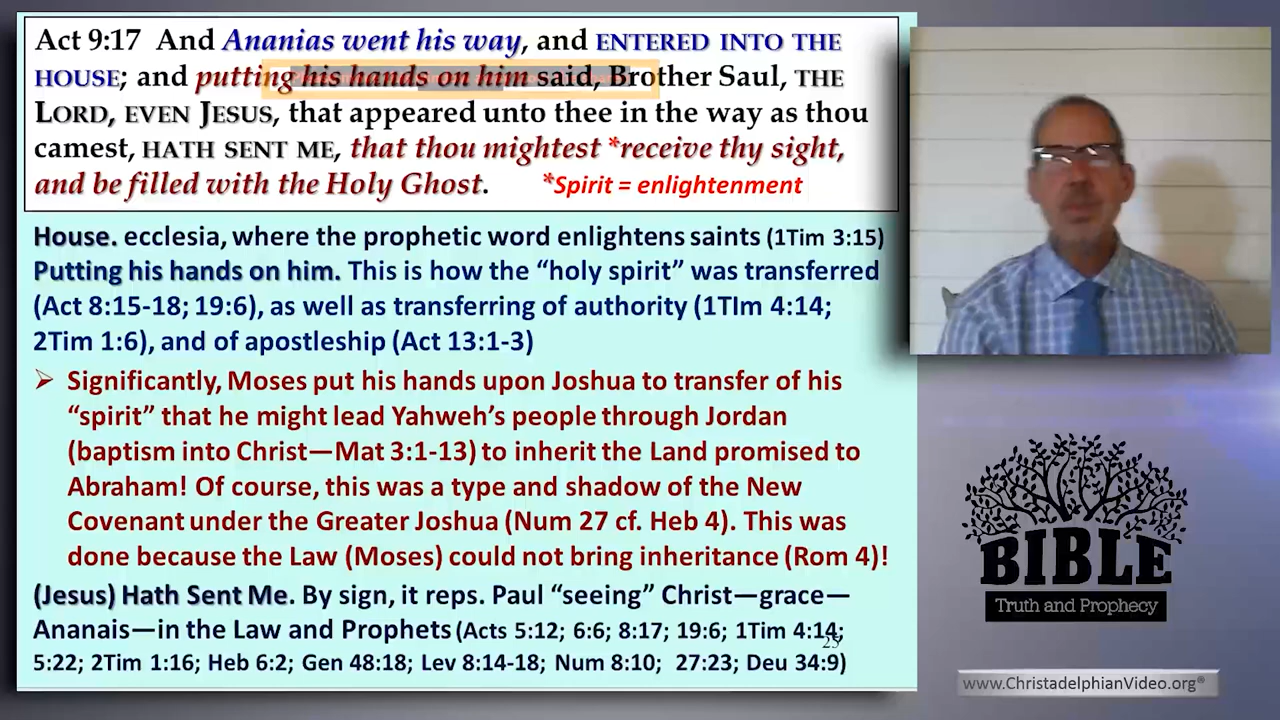 Act 9:17 And Ananias went his way, and ENTERED INTO THE
HOUSE; and putting his hands on him said, Brother Saul, THE
LORD, EVEN JESUS, that appeared unto thee in the way as thou
camest, HATH SENT ME, that thou mightest *receive thy sight,
and be filled with the Holy Ghost. *Spirit = enlightenment
House. ecclesia, where the prophetic word enlightens saints (1Tim 3:15)
Putting his hands on him. This is how the “holy spirit” was transferred
(Act 8:15-18; 19:6), as well as transferring of authority (1TIm 4:14;
2Tim 1:6), and of apostleship (Act 13:1-3)
➢ Significantly, Moses put his hands upon Joshua to transfer of his
“spirit” that he might lead Yahweh’s people through Jordan
(baptism into Christ—Mat 3:1-13) to inherit the Land promised to
Abraham! Of course, this was a type and shadow of the New
Covenant under the Greater Joshua (Num 27 cf. Heb 4). This was
done because the Law (Moses) could not bring inheritance (Rom 4)!
(Jesus) Hath Sent Me. By sign, it reps. Paul “seeing” Christ—grace—
Ananais—in the Law and Prophets (Acts 5:12; 6:6; 8:17; 19:6; 1Tim 4:14;
25
5:22; 2Tim 1:16; Heb 6:2; Gen 48:18; Lev 8:14-18; Num 8:10; 27:23; Deu 34:9)
BIBLE
Truth and Prophecy
www.ChristadelphianVideo.org®